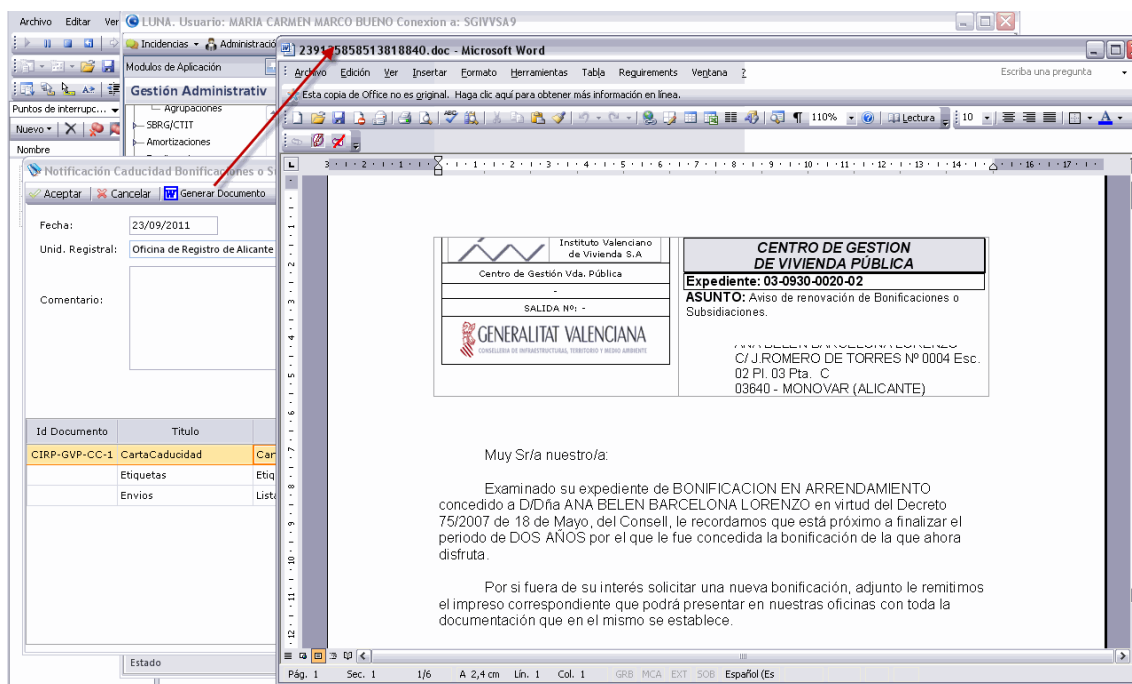 Archivo Editar Ver
LUNA. Usuario: MARIA CARMEN MARCO BUENO Conexion a: SGIVVSA9
Incidencias
Modulos de Aplicación
Gestión Administrativ
Agrupaciones
SBRG/CTIT
Amortizaciones
Puntos de interrupc...
Nuevo
Nombre
Notificación Caducidad Bonificaciones o
Aceptar Cancelar Generar Documento
Fecha: 23/09/2011
Unid. Registral: Oficina de Registro de Alicante
Comentario:
Id Documento Titulo
CIRP-GVP-CC-1 CartaCaducidad Car
Etiquetas Etiq
Envios List
Estado
.doc - Microsoft Word
Archivo Edición Ver Insertar Formato Herramientas Tabla Requirements Ventana ?
Escriba una pregunta
Esta copia de Office no es original. Haga clic aquí para obtener más información en línea.
110% Lectura 10
Instituto Valenciano
de Vivienda S.A
Centro de Gestión Vda. Pública
-
SALIDA Nº: -
GENERALITAT VALENCIANA
CONSELLERIA DE INFRAESTRUCTURAS, TERRITORIO Y MEDIO AMBIENTE
CENTRO DE GESTION
DE VIVIENDA PÚBLICA
Expediente: 03-0930-0020-02
ASUNTO: Aviso de renovación de Bonificaciones o
Subsidiaciones.
ANA BELEN BARCELONA LORENZO
C/ J.ROMERO DE TORRES Nº 0004 Esc.
02 Pl. 03 Pta. C
03640 - MONOVAR (ALICANTE)
Muy Sr/a nuestro/a:
Examinado su expediente de BONIFICACION EN ARRENDAMIENTO
concedido a D/Dña ANA BELEN BARCELONA LORENZO en virtud del Decreto
75/2007 de 18 de Mayo, del Consell, le recordamos que está próximo a finalizar el
periodo de DOS AÑOS por el que le fue concedida la bonificación de la que ahora
disfruta.
Por si fuera de su interés solicitar una nueva bonificación, adjunto le remitimos
el impreso correspondiente que podrá presentar en nuestras oficinas con toda la
documentación que en el mismo se establece.
Pág. 1 Sec. 1 1/6 A 2,4 cm Lín. 1 Col. 1 GRB MCA EXT SOB Español (Es